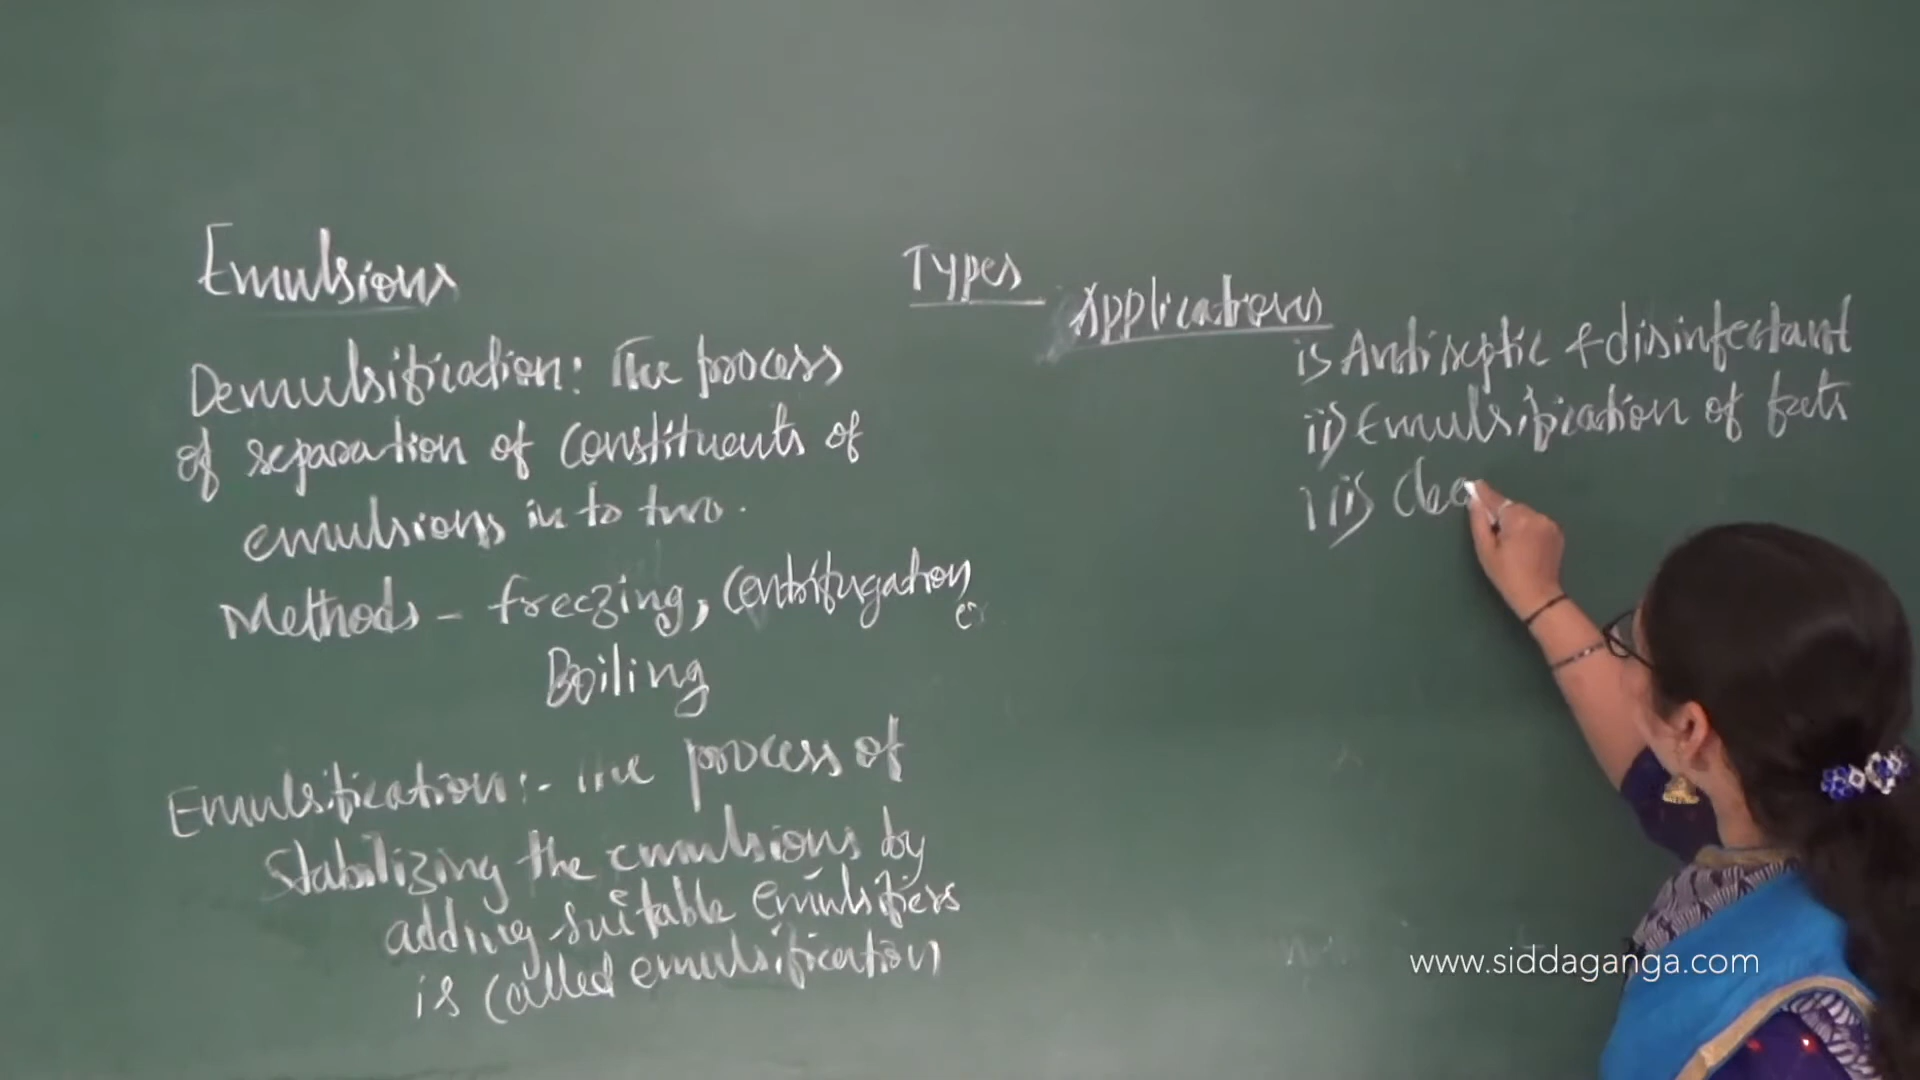 Emulsions
Demulsification: The process
of separation of constituents of
emulsions in to two.
Methods - freezing, centrifugation
Boiling
Emulsification:- The process of
stabilizing the emulsions by
adding suitable emulsifiers
is called emulsification
Types
Applications
i) Antiseptic + disinfectant
ii) Emulsification of fats
iii) Clea
www.siddaganga.com